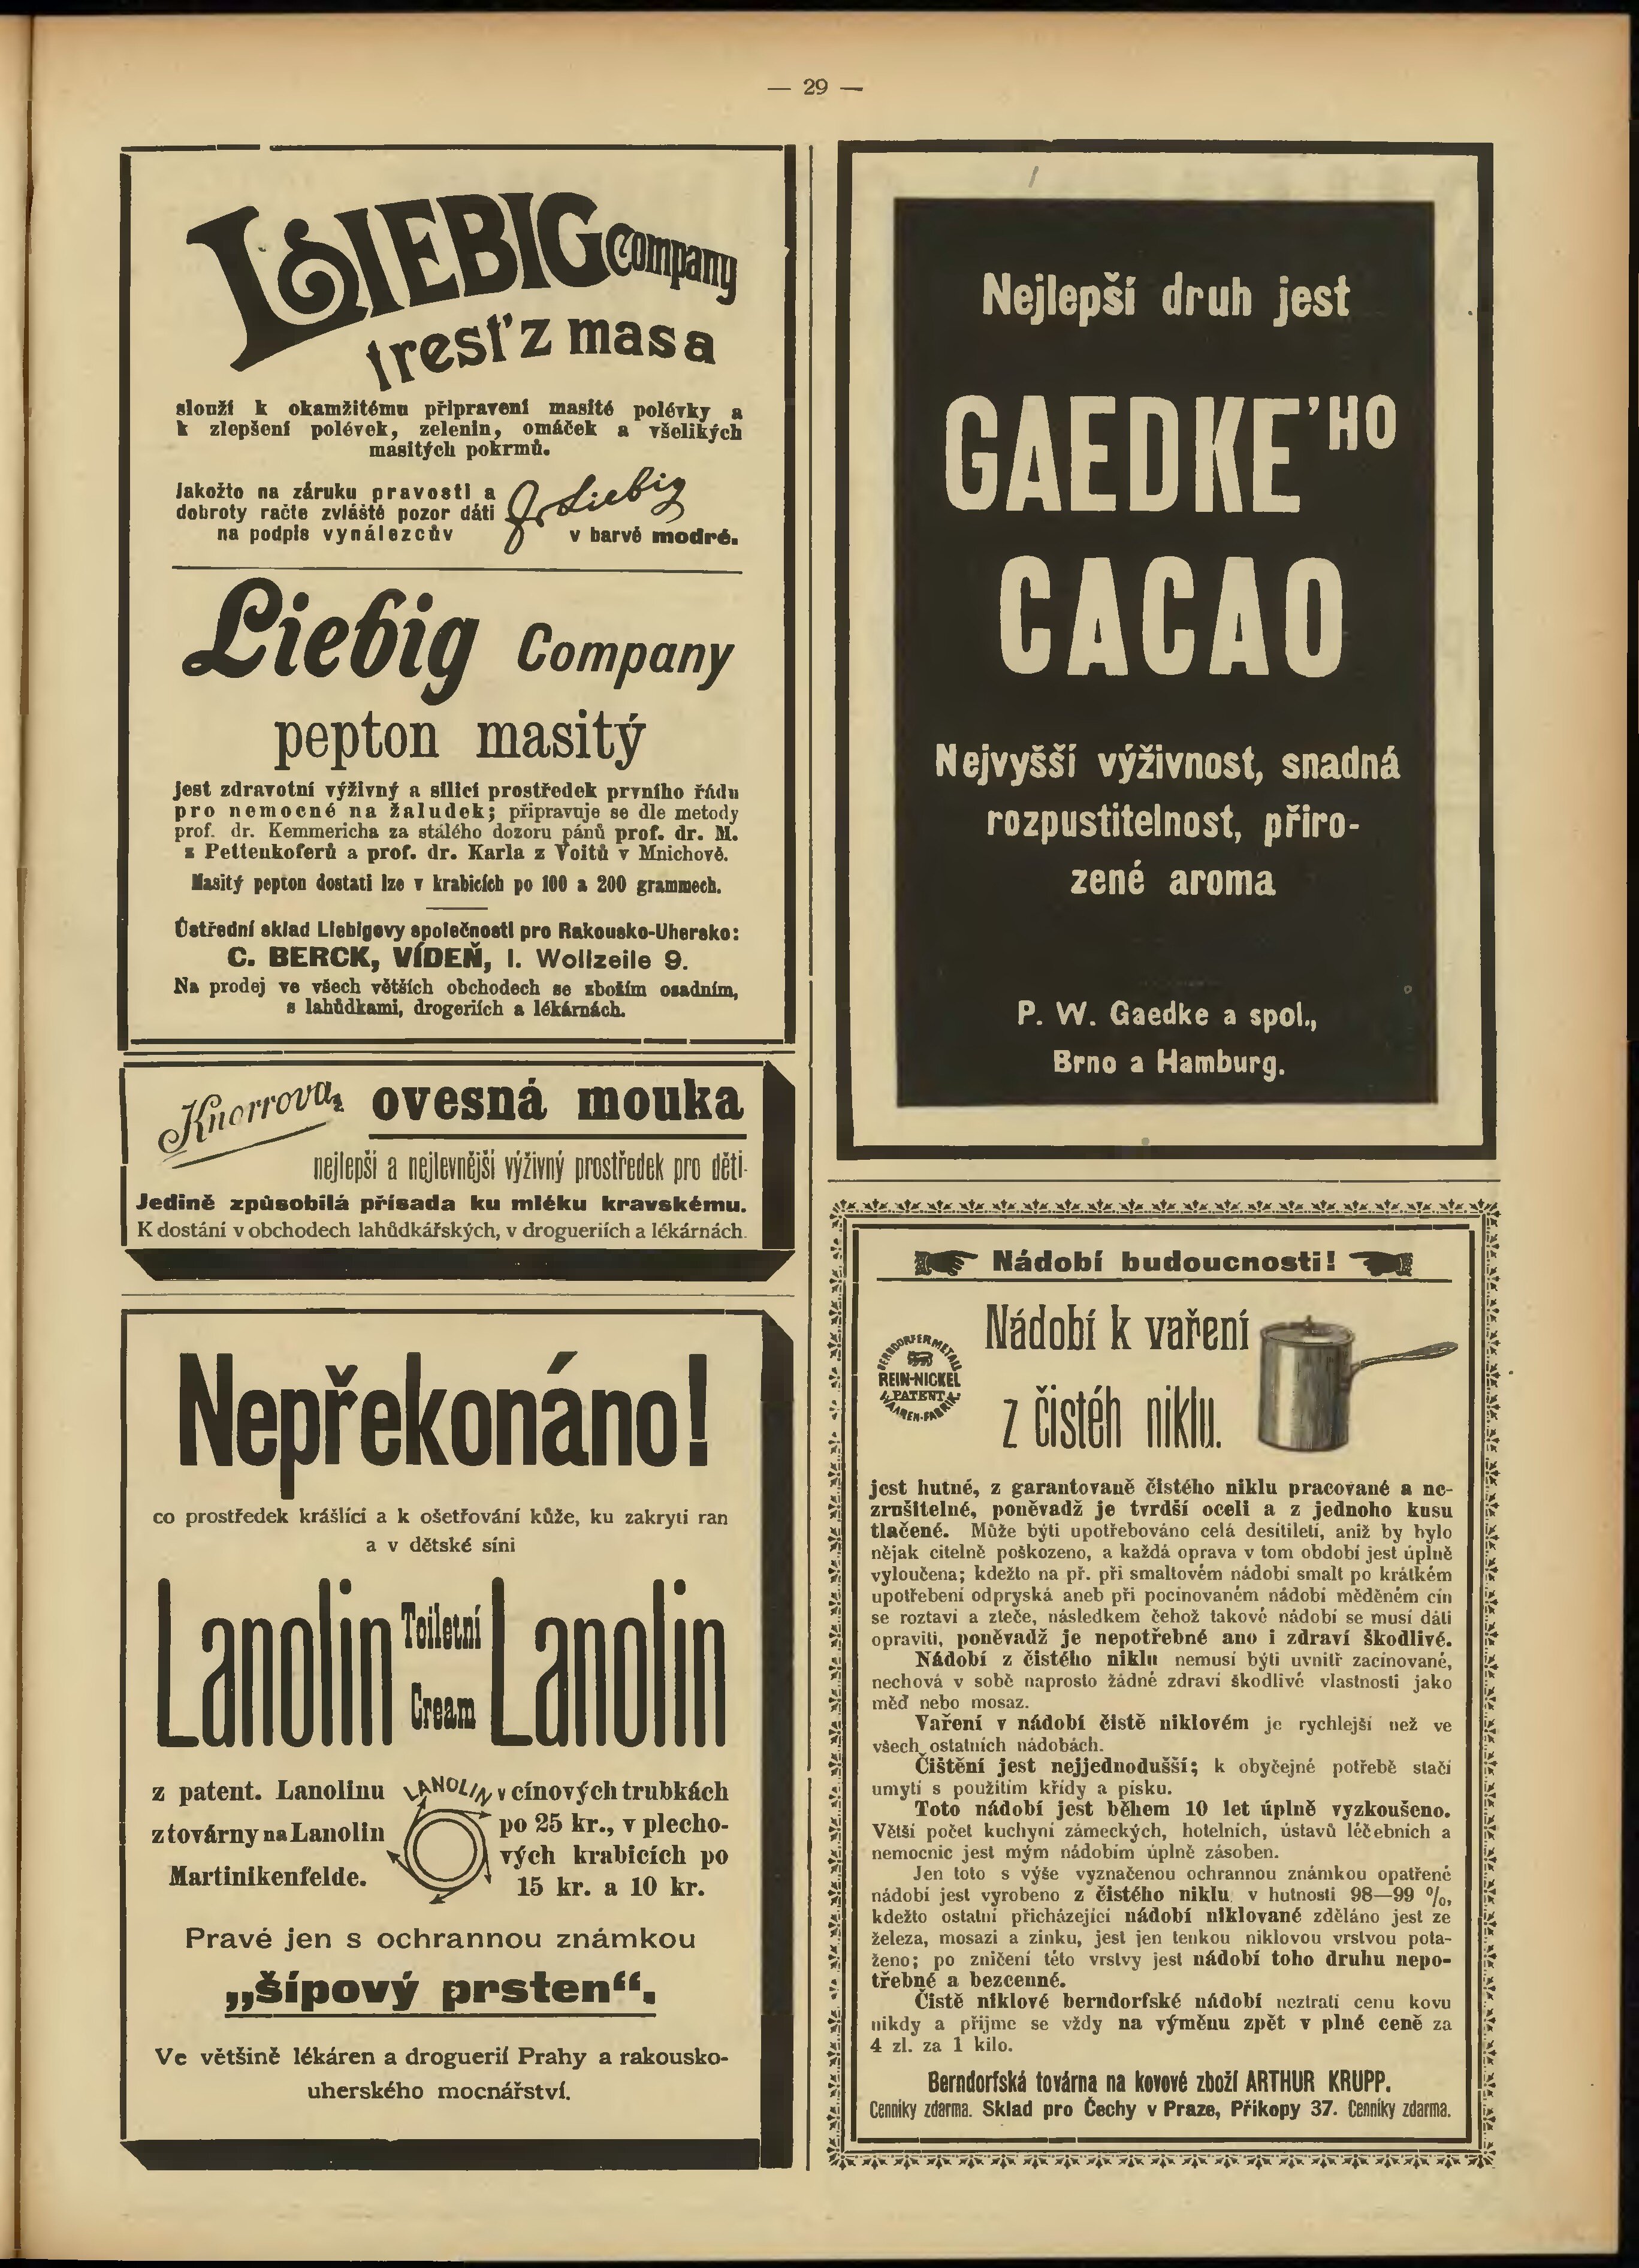 — 29 —
LIEBIG Company
tresť z masa
slouží k okamžitému připravení masité polévky a
k zlepšení polévek, zelenin, omáček a všelikých
masitých pokrmů.
Jakožto na záruku pravosti a
dobroty račte zvláště pozor dáti
na podpis vynálezcův
J. Liebig
v barvě modré.
Liebig Company
pepton masitý
jest zdravotní výživný a sílicí prostředek prvního řádu
pro nemocné na žaludek; připravuje se dle metody
prof. dr. Kemmericha za stálého dozoru pánů prof. dr. M.
z Pettenkoferů a prof. dr. Karla z Voitů v Mnichově.
Masitý pepton dostati lze v krabicích po 100 a 200 grammech.
Ústřední sklad Liebigovy společnosti pro Rakousko-Uhersko:
C. BERCK, VÍDEŇ, I. Wollzeile 9.
Na prodej ve všech větších obchodech se zbožím osadním,
s lahůdkami, drogeriích a lékárnách.
Knorrova ovesná mouka
nejlepší a nejlevnější výživný prostředek pro děti.
Jedině způsobilá přísada ku mléku kravskému.
K dostání v obchodech lahůdkářských, v drogueriích a lékárnách.
Nepřekonáno!
co prostředek krášlící a k ošetřování kůže, ku zakrytí ran
a v dětské síni
Lanolin Toiletní Cream Lanolin
z patent. Lanolinu
z továrny na Lanolin
Martinikenfelde.
LANOLIN
v cínových trubkách
po 25 kr., v plecho-
vých krabicích po
15 kr. a 10 kr.
Pravé jen s ochrannou známkou
„šípový prsten“.
Ve většině lékáren a droguerií Prahy a rakousko-
uherského mocnářství.
Nejlepší druh jest
GAEDKE’HO
CACAO
Nejvyšší výživnost, snadná
rozpustitelnost, přiro-
zené aroma
P. W. Gaedke a spol.,
Brno a Hamburg.
Nádobí budoucnosti!
Nádobí k vaření
z čistéh niklu.
BERNDORFER METALL
REIN-NICKEL
PATENT
WAAREN-FABRIK
jest hutné, z garantovaně čistého niklu pracované a ne-
zrušitelné, poněvadž je tvrdší oceli a z jednoho kusu
tlačené. Může býti upotřebováno celá desítiletí, aniž by bylo
nějak citelně poškozeno, a každá oprava v tom období jest úplně
vyloučena; kdežto na př. při smaltovém nádobí smalt po krátkém
upotřebení odpryská aneb při pocínovaném nádobí měděném cín
se roztaví a zteče, následkem čehož takové nádobí se musí dáti
opraviti, poněvadž je nepotřebné ano i zdraví škodlivé.
Nádobí z čistého niklu nemusí býti uvnitř zacínované,
nechová v sobě naprosto žádné zdraví škodlivé vlastnosti jako
měď nebo mosaz.
Vaření v nádobí čistě niklovém je rychlejší než ve
všech ostatních nádobách.
Čištění jest nejjednodušší; k obyčejné potřebě stačí
umytí s použitím křídy a písku.
Toto nádobí jest během 10 let úplně vyzkoušeno.
Větší počet kuchyní zámeckých, hotelních, ústavů léčebních a
nemocnic jest mým nádobím úplně zásoben.
Jen toto s výše vyznačenou ochrannou známkou opatřené
nádobí jest vyrobeno z čistého niklu v hutnosti 98—99 %,
kdežto ostatní přicházející nádobí niklované zděláno jest ze
železa, mosazi a zinku, jest jen tenkou niklovou vrstvou pota-
ženo; po zničení této vrstvy jest nádobí toho druhu nepo-
třebné a bezcenné.
Čistě niklové berndorfské nádobí neztratí cenu kovu
nikdy a přijme se vždy na výměnu zpět v plné ceně za
4 zl. za 1 kilo.
Berndorfská továrna na kovové zboží ARTHUR KRUPP.
Cenníky zdarma. Sklad pro Čechy v Praze, Příkopy 37. Cenníky zdarma.